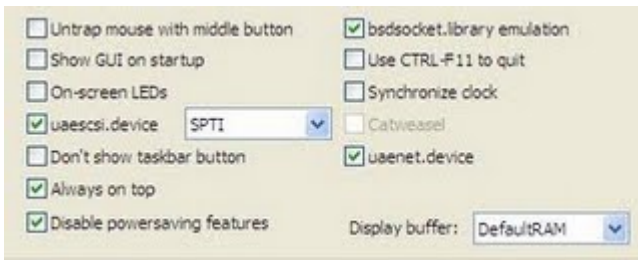 Untrap mouse with middle button
Show GUI on startup
On-screen LEDs
uaescsi.device SPTI
Don't show taskbar button
Always on top
Disable powersaving features
bsdsocket.library emulation
Use CTRL-F11 to quit
Synchronize clock
Catweasel
uaenet.device
Display buffer: DefaultRAM